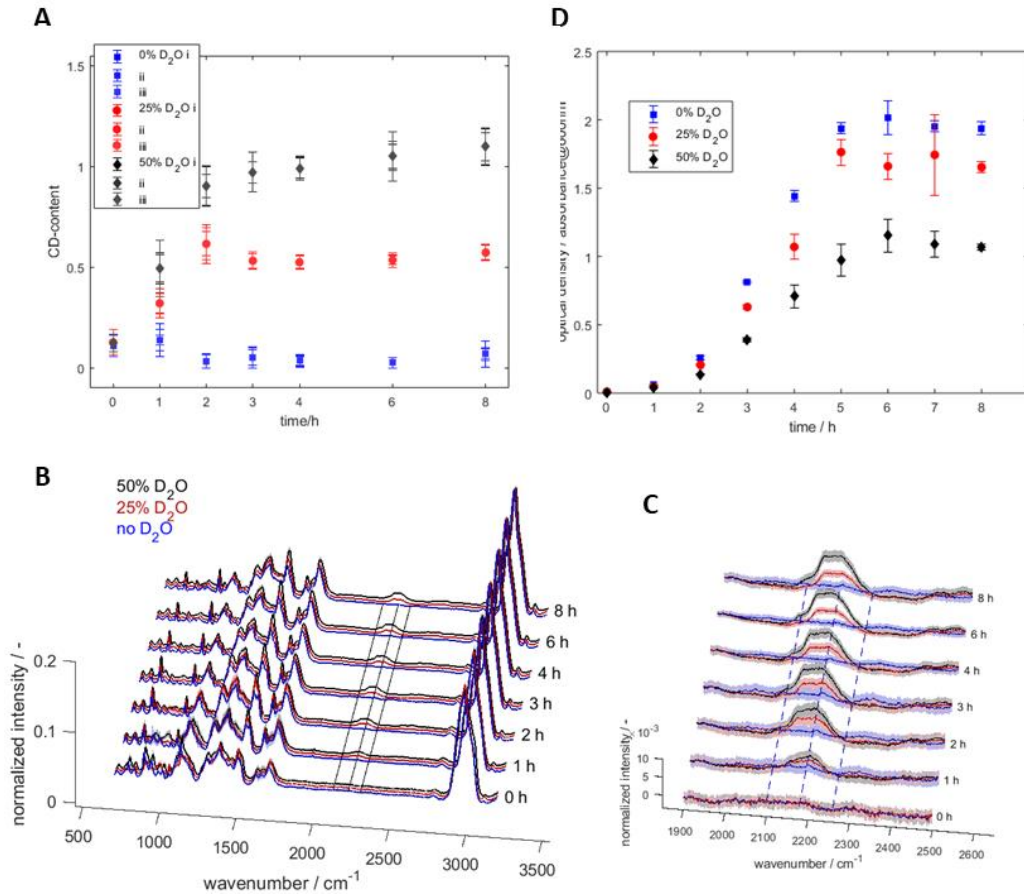 A
0% D2O i
ii
iii
25% D2O i
ii
iii
50% D2O i
ii
iii
1.5
1
0.5
0
CD-content
0 1 2 3 4 6 8
time/h
D
2.5
2
1.5
1
0.5
0
0% D2O
25% D2O
50% D2O
optical density / absorbance@
0 1 2 3 4 5 6 7 8
time / h
B
50% D2O
25% D2O
no D2O
8 h
6 h
4 h
3 h
2 h
1 h
0 h
0.2
0.1
0
normalized intensity / -
500 1000 1500 2000 2500 3000 3500
wavenumber / cm-1
C
8 h
6 h
4 h
3 h
2 h
1 h
0 h
×10-3
10
5
0
normalized intensity / -
1900 2000 2100 2200 2300 2400 2500 2600
wavenumber / cm-1